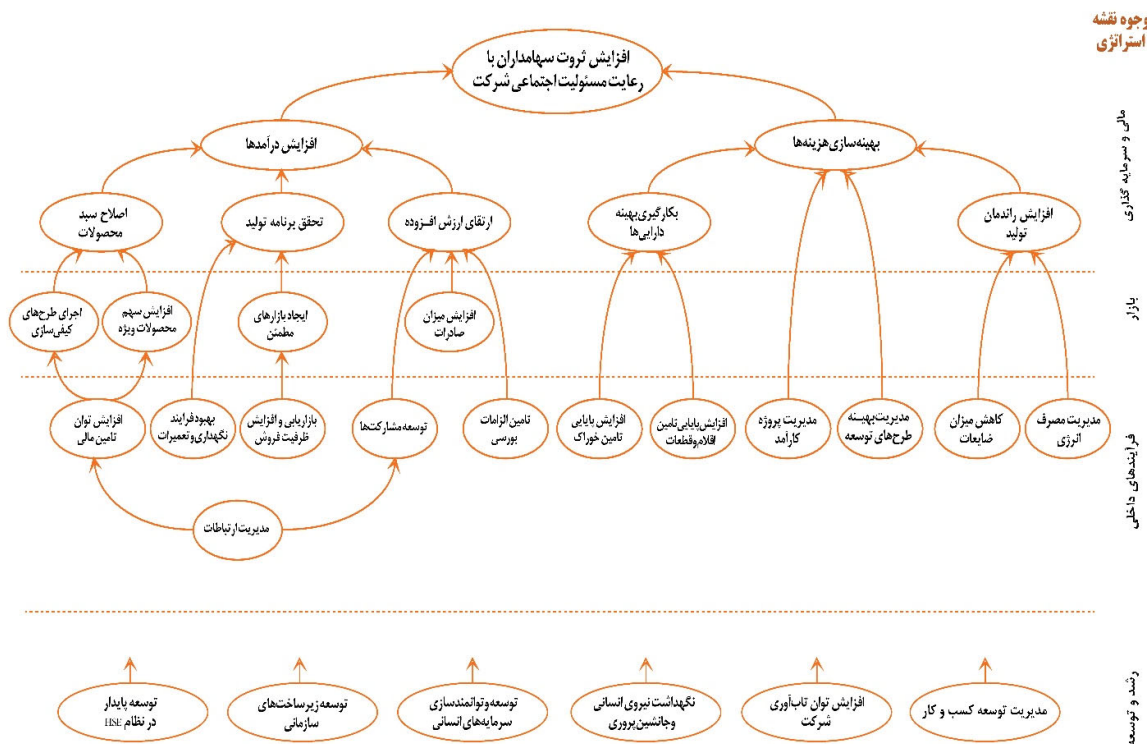 وجوه نقشه
استراتژی
افزایش ثروت سهامداران با
رعایت مسئولیت اجتماعی شرکت
مالی و سرمایه گذاری
بهینه‌سازی هزینه‌ها
افزایش درآمدها
افزایش راندمان
تولید
بکارگیری بهینه
دارایی‌ها
ارتقای ارزش افزوده
تحقق برنامه تولید
اصلاح سبد
محصولات
بازار
افزایش میزان
صادرات
ایجاد بازارهای
مطمئن
افزایش سهم
محصولات ویژه
اجرای طرح‌های
کیفی‌سازی
فرآیندهای داخلی
مدیریت مصرف
انرژی
کاهش میزان
ضایعات
مدیریت بهینه
طرح‌های توسعه
مدیریت پروژه
کارآمد
افزایش پایایی تامین
اقلام و قطعات
افزایش پایایی
تامین خوراک
تامین الزامات
بورسی
توسعه مشارکت‌ها
بازاریابی و افزایش
ظرفیت فروش
بهبود فرایند
نگهداری و تعمیرات
افزایش توان
تامین مالی
مدیریت ارتباطات
رشد و توسعه
مدیریت توسعه کسب و کار
افزایش توان تاب‌آوری
شرکت
نگهداشت نیروی انسانی
وجانشین پروری
توسعه و توانمندسازی
سرمایه‌های انسانی
توسعه زیرساخت‌های
سازمانی
توسعه پایدار
در نظام HSE